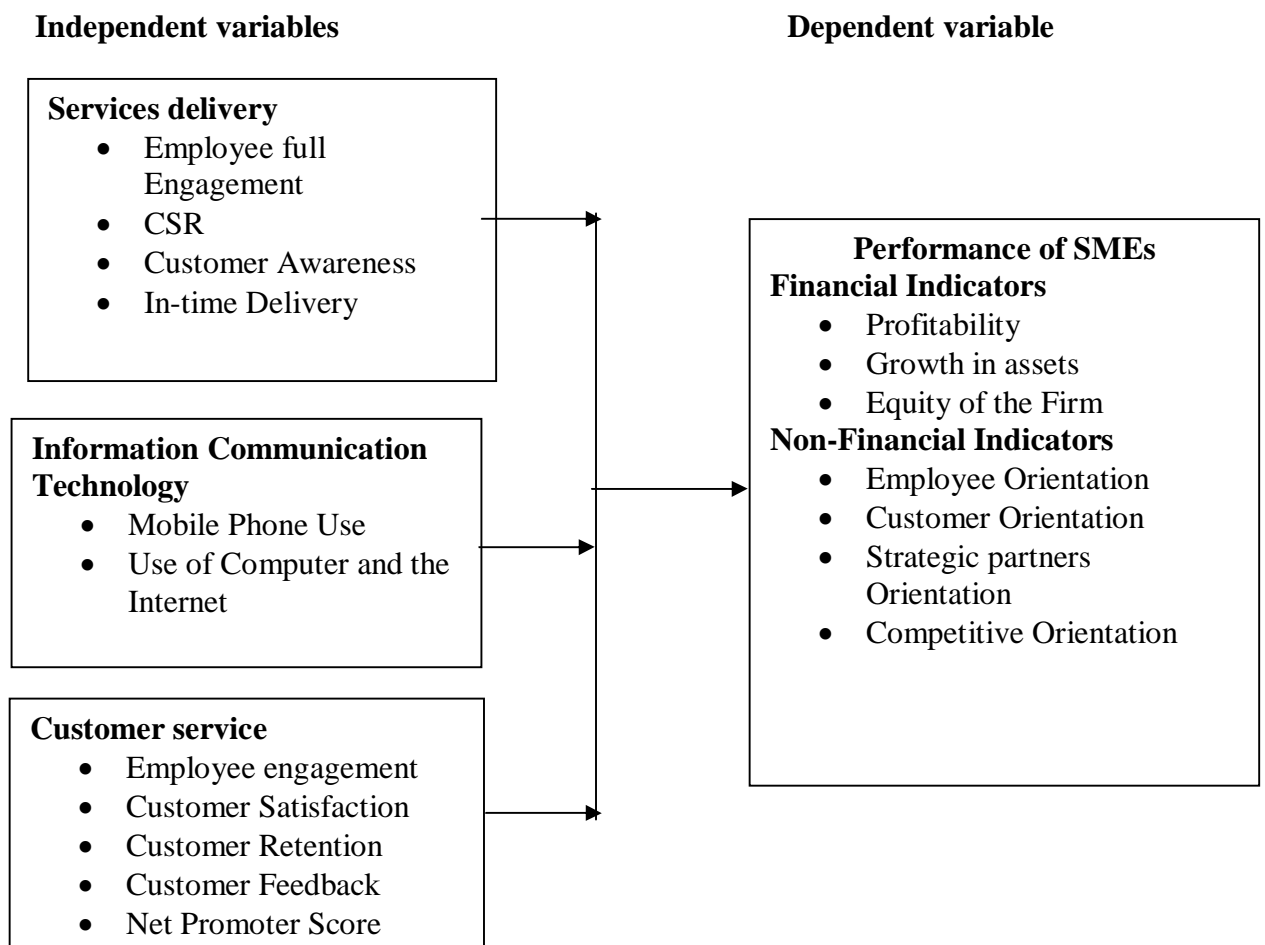 Independent variables
Dependent variable
Services delivery
• Employee full
Engagement
• CSR
• Customer Awareness
• In-time Delivery
Information Communication
Technology
• Mobile Phone Use
• Use of Computer and the
Internet
Customer service
• Employee engagement
• Customer Satisfaction
• Customer Retention
• Customer Feedback
• Net Promoter Score
Performance of SMEs
Financial Indicators
• Profitability
• Growth in assets
• Equity of the Firm
Non-Financial Indicators
• Employee Orientation
• Customer Orientation
• Strategic partners
Orientation
• Competitive Orientation